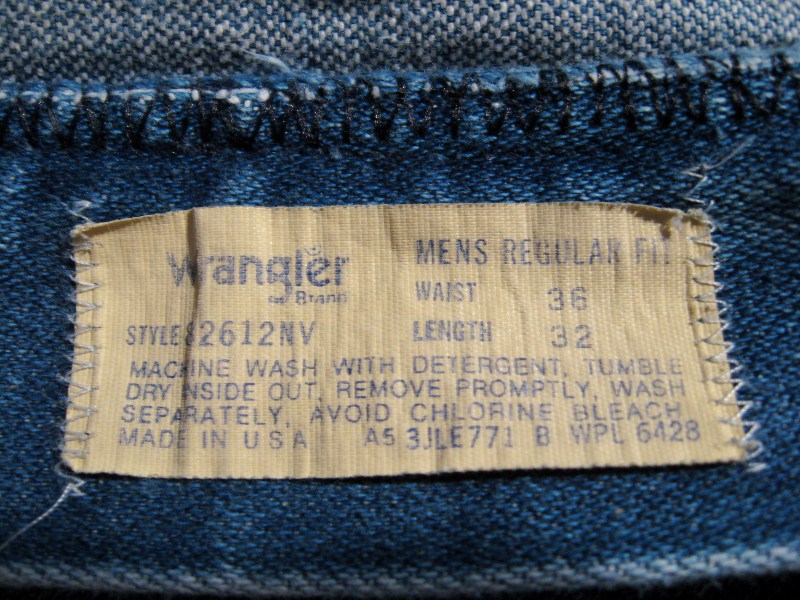 Wrangler
Brand
MENS REGULAR FIT
WAIST 36
STYLE 82612NV
LENGTH 32
MACHINE WASH WITH DETERGENT, TUMBLE
DRY INSIDE OUT, REMOVE PROMPTLY, WASH
SEPARATELY, AVOID CHLORINE BLEACH
MADE IN U.S.A A5 3JLE771 B WPL 6428